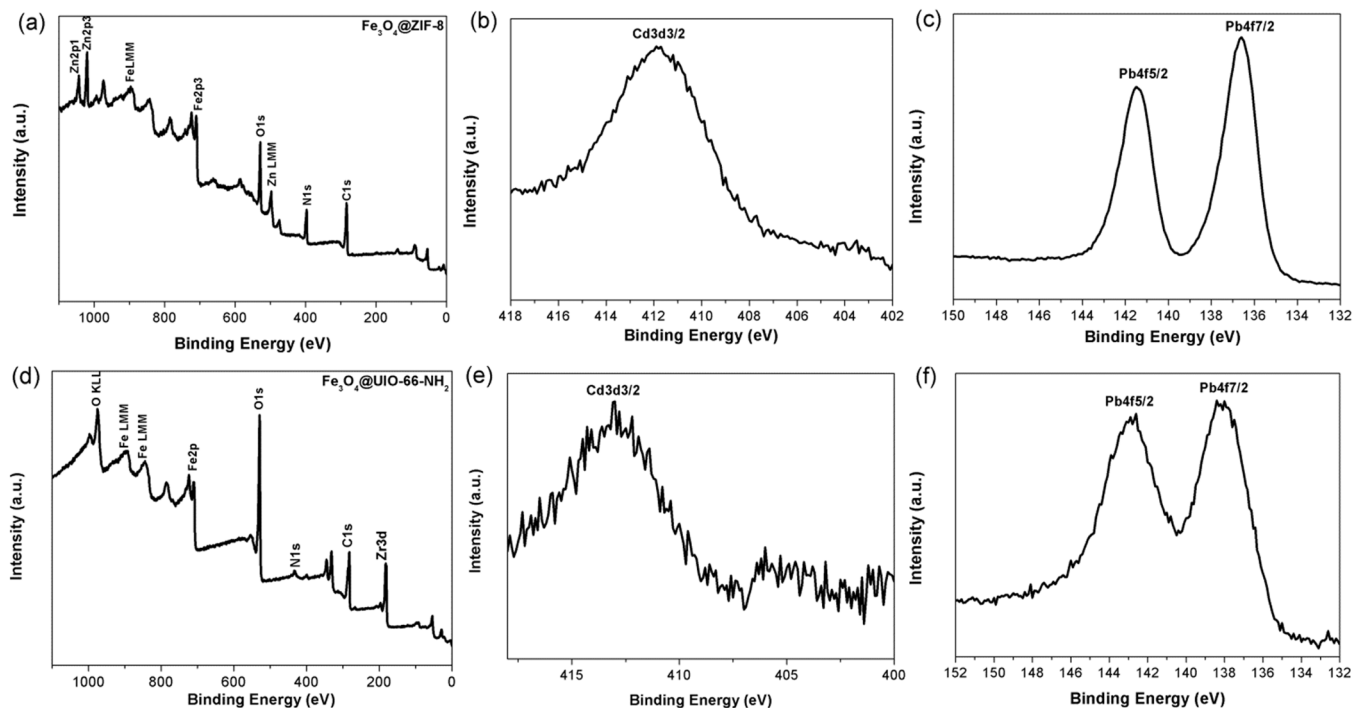 (a)
Fe₃O₄@ZIF-8
Zn2p1
Zn2p3
FeLMM
Fe2p3
O1s
Zn LMM
N1s
C1s
Intensity (a.u.)
1000 800 600 400 200 0
Binding Energy (eV)
(b)
Cd3d3/2
Intensity (a.u.)
418 416 414 412 410 408 406 404 402
Binding Energy (eV)
(c)
Pb4f7/2
Pb4f5/2
Intensity (a.u.)
150 148 146 144 142 140 138 136 134 132
Binding Energy (eV)
(d)
Fe₃O₄@UIO-66-NH₂
O KLL
Fe LMM
Fe LMM
Fe2p
O1s
N1s
C1s
Zr3d
Intensity (a.u.)
1000 800 600 400 200 0
Binding Energy (eV)
(e)
Cd3d3/2
Intensity (a.u.)
415 410 405 400
Binding Energy (eV)
(f)
Pb4f7/2
Pb4f5/2
Intensity (a.u.)
152 150 148 146 144 142 140 138 136 134 132
Binding Energy (eV)